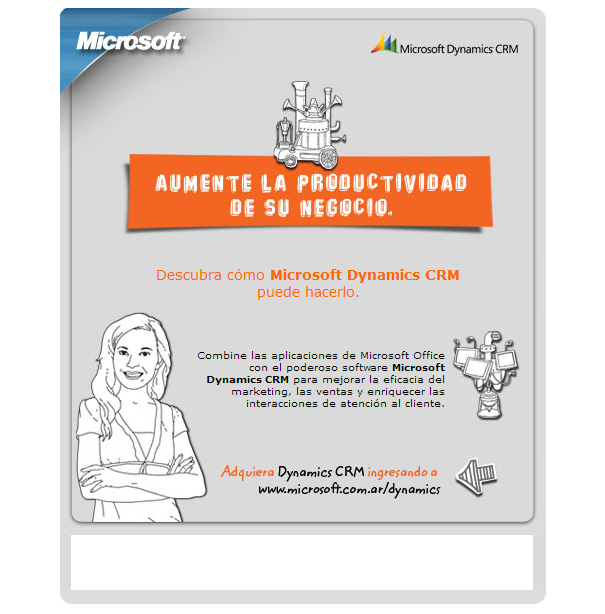 Microsoft
Microsoft Dynamics CRM
AUMENTE LA PRODUCTIVIDAD
DE SU NEGOCIO.
Descubra cómo Microsoft Dynamics CRM
puede hacerlo.
Combine las aplicaciones de Microsoft Office
con el poderoso software Microsoft
Dynamics CRM para mejorar la eficacia del
marketing, las ventas y enriquecer las
interacciones de atención al cliente.
Adquiera Dynamics CRM ingresando a
www.microsoft.com.ar/dynamics